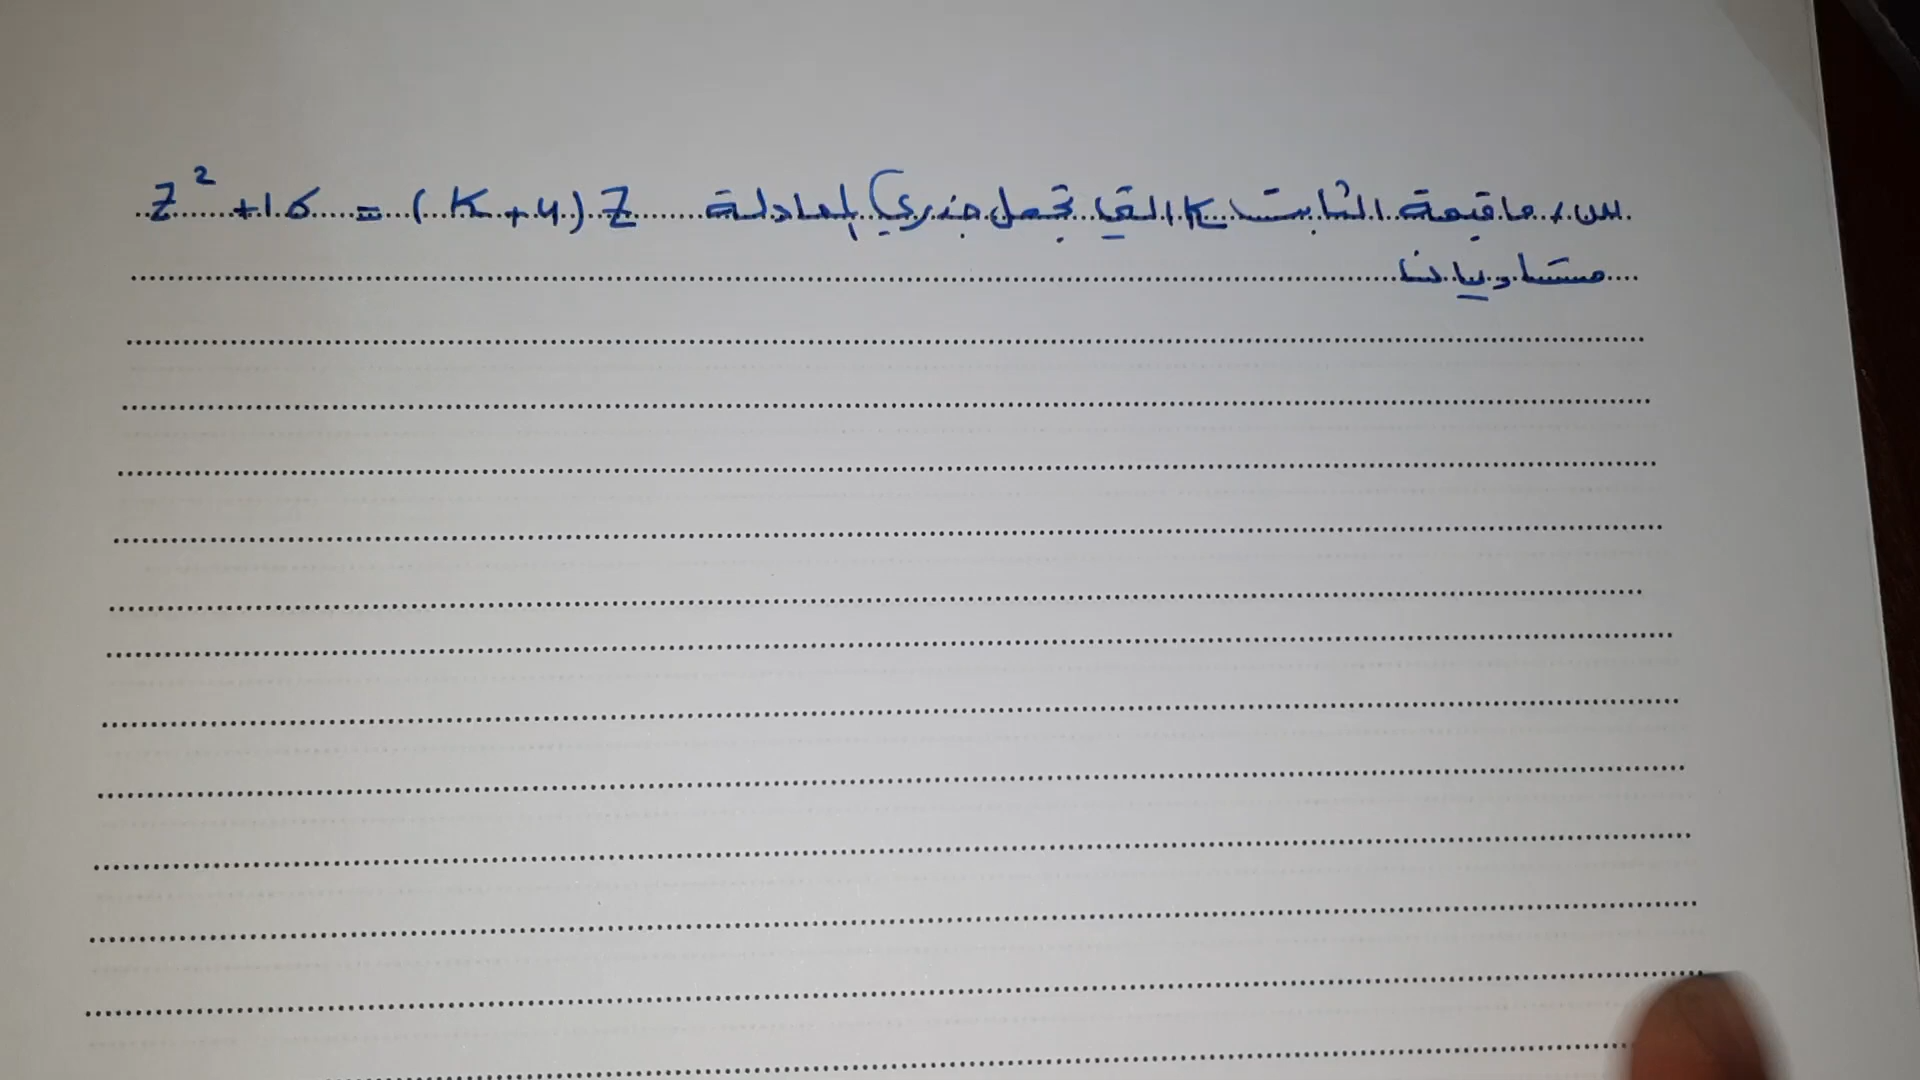 س/ ما قيمة الثابت K التي تجعل جذري المعادلة Z² + 16 = (K + 4) Z
متساويان